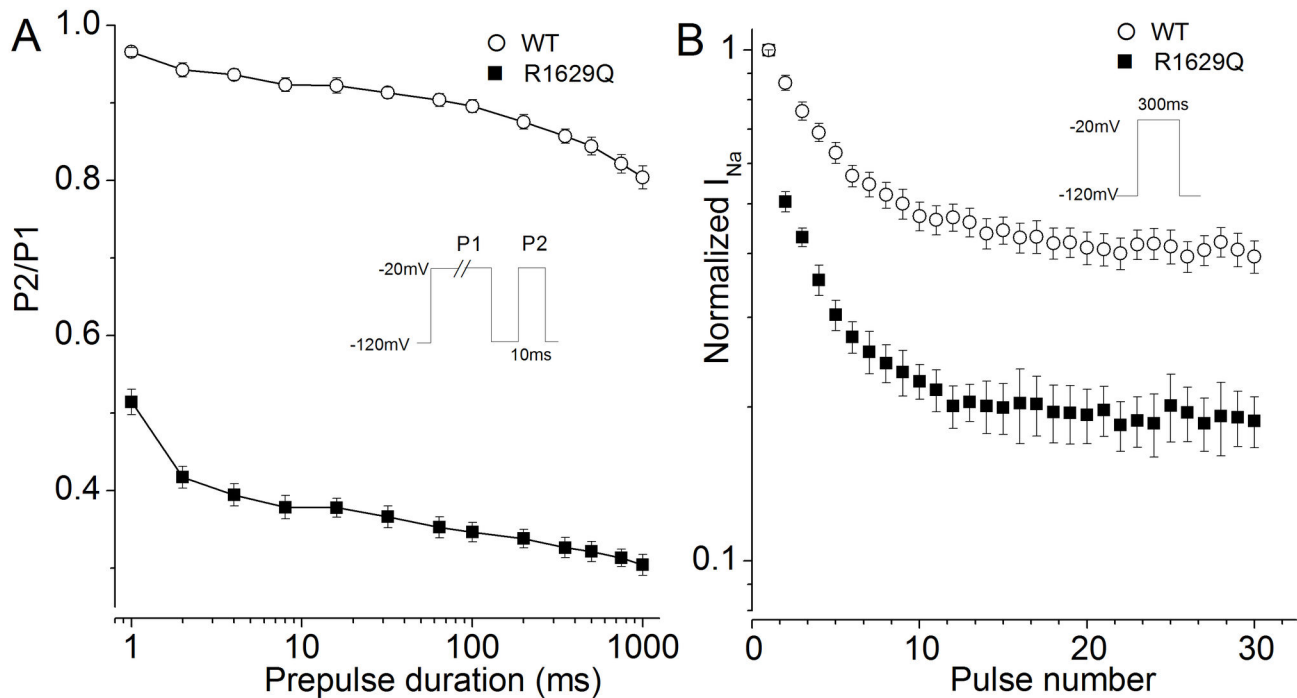 A
WT
R1629Q
1.0
0.8
0.6
0.4
P2/P1
P1 P2
-20mV
-120mV
10ms
1 10 100 1000
Prepulse duration (ms)
B
WT
R1629Q
300ms
-20mV
-120mV
1
0.1
Normalized I_Na
0 10 20 30
Pulse number